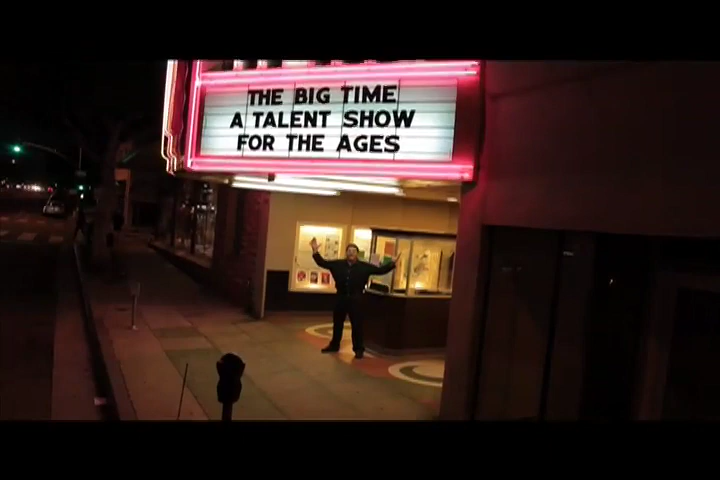 THE BIG TIME
A TALENT SHOW
FOR THE AGES